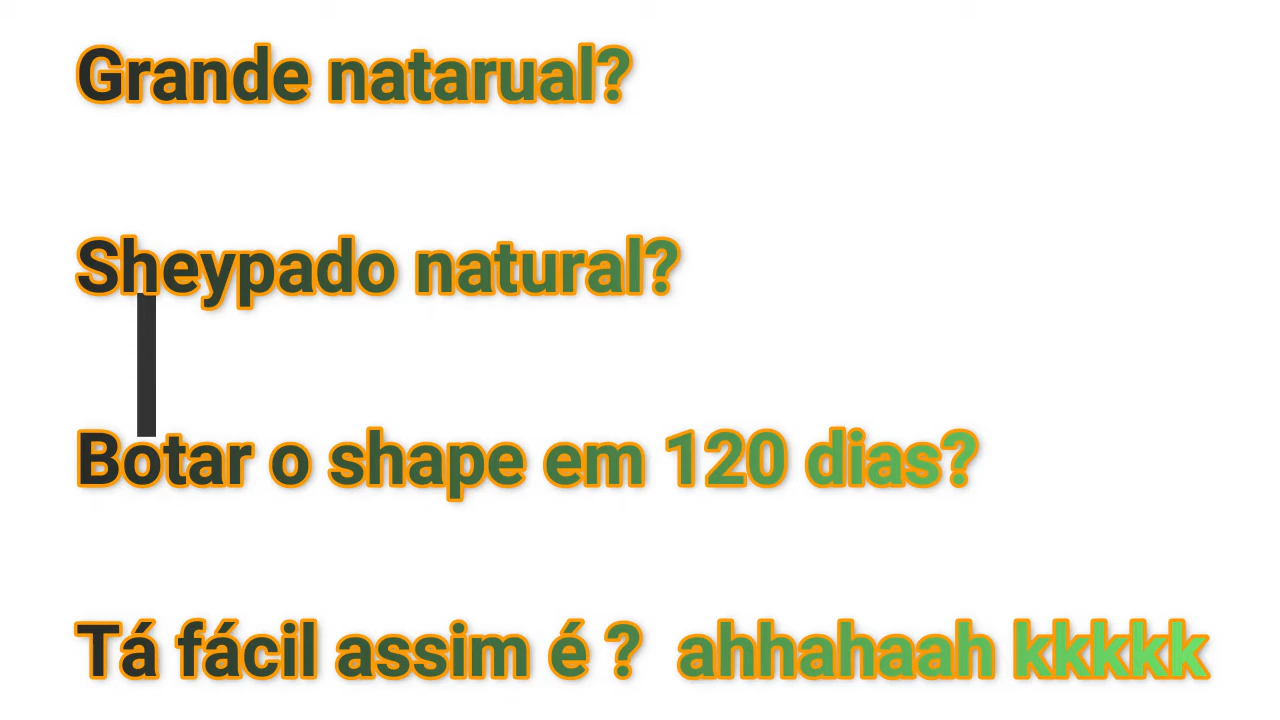 Grande natarual?
Sheypado natural?
Botar o shape em 120 dias?
Tá fácil assim é ? ahhahaah kkkkk